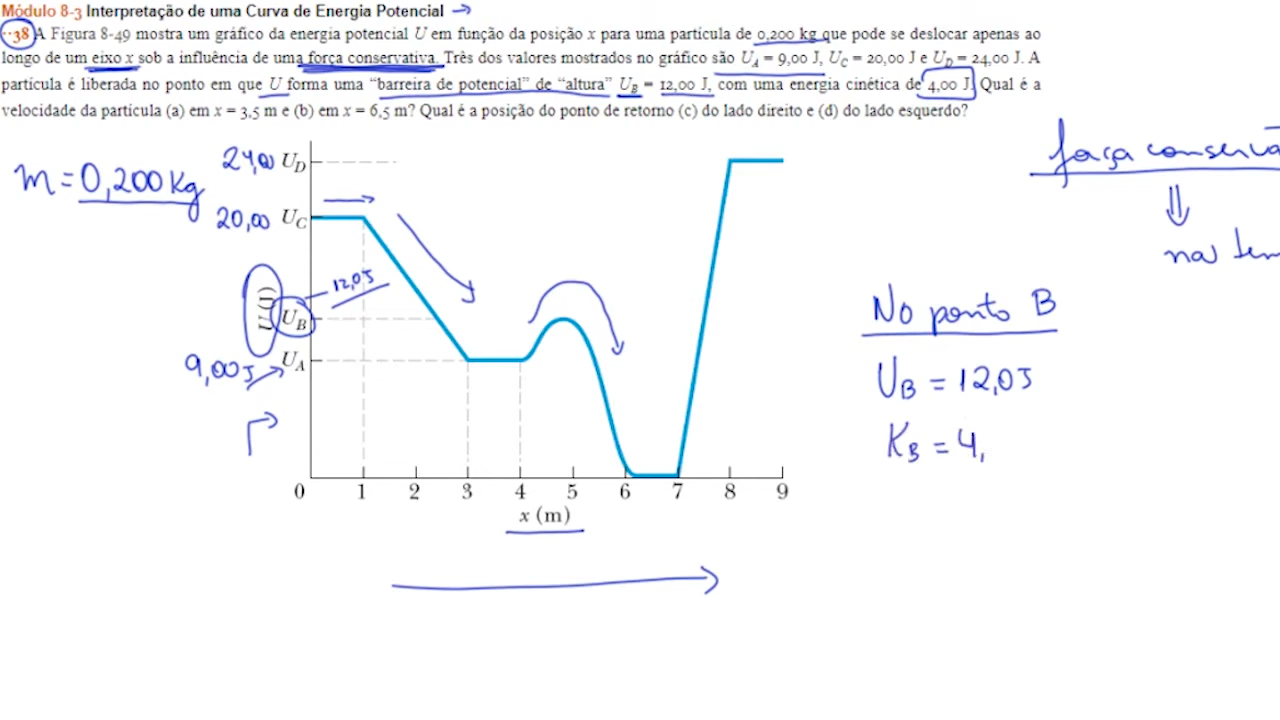 Módulo 8-3 Interpretação de uma Curva de Energia Potencial
··38 A Figura 8-49 mostra um gráfico da energia potencial U em função da posição x para uma partícula de 0,200 kg que pode se deslocar apenas ao
longo de um eixo x sob a influência de uma força conservativa. Três dos valores mostrados no gráfico são U_A = 9,00 J, U_C = 20,00 J e U_D = 24,00 J. A
partícula é liberada no ponto em que U forma uma “barreira de potencial” de “altura” U_B = 12,00 J, com uma energia cinética de 4,00 J. Qual é a
velocidade da partícula (a) em x = 3,5 m e (b) em x = 6,5 m? Qual é a posição do ponto de retorno (c) do lado direito e (d) do lado esquerdo?
força conserva
m = 0,200 kg
24,00 U_D
20,00 U_C
na
12,0J
U (J)
U_B
9,00J U_A
No ponto B
U_B = 12,0J
K_B = 4,
0 1 2 3 4 5 6 7 8 9
x (m)